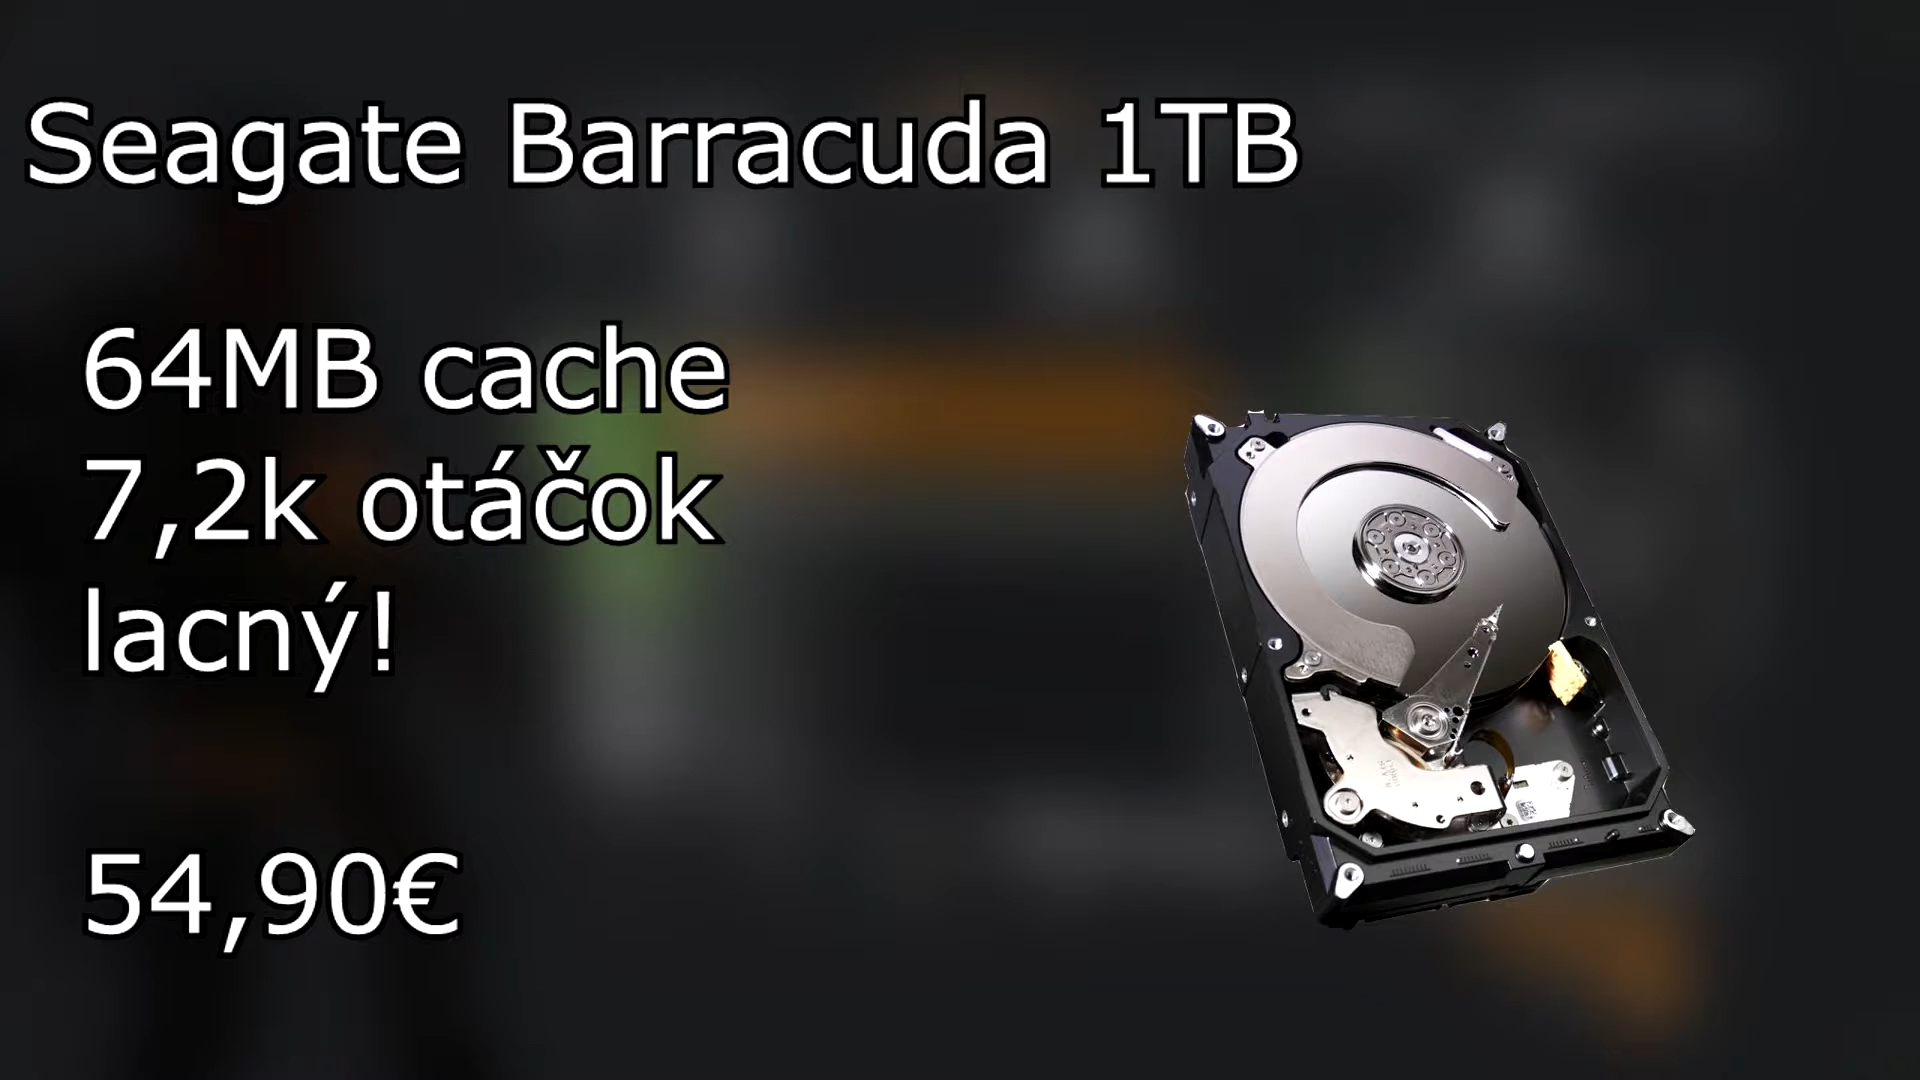 Seagate Barracuda 1TB
64MB cache
7,2k otáčok
lacný!
54,90€